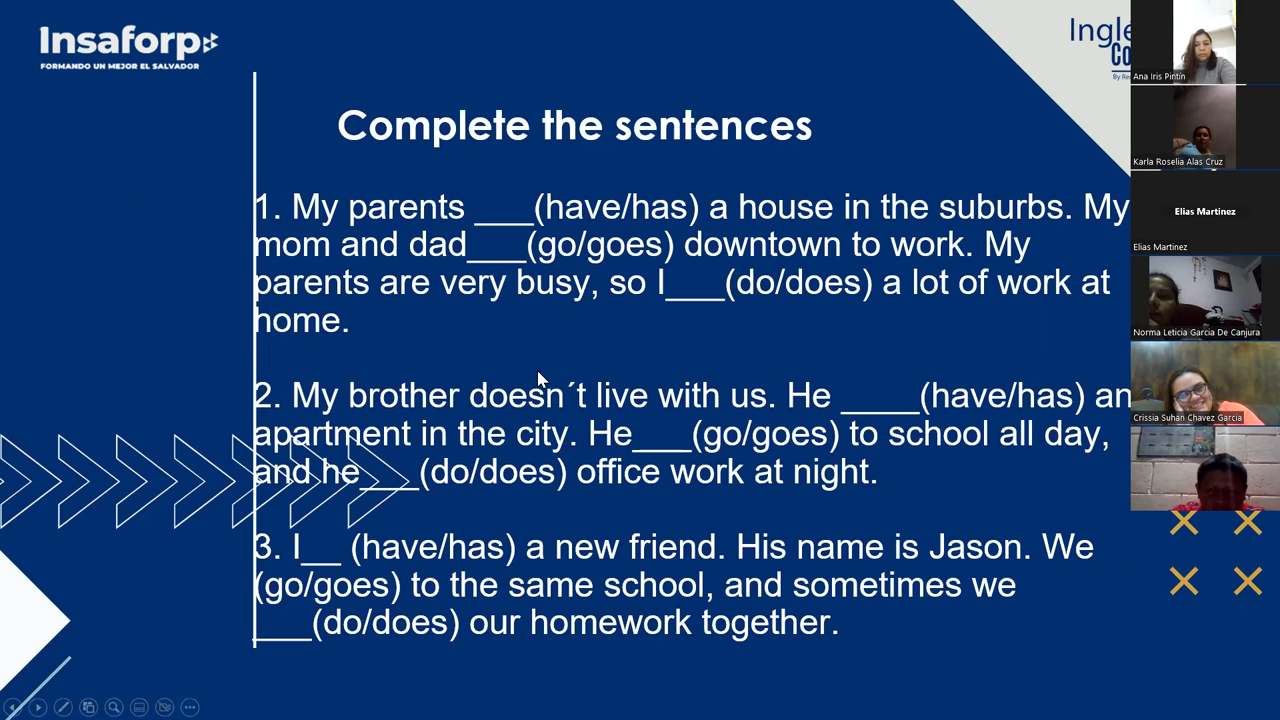 Insaforp
FORMANDO UN MEJOR EL SALVADOR
Complete the sentences
1. My parents ___(have/has) a house in the suburbs. My
mom and dad___(go/goes) downtown to work. My
parents are very busy, so I___(do/does) a lot of work at
home.
2. My brother doesn´t live with us. He ____(have/has) an
apartment in the city. He___(go/goes) to school all day,
and he___(do/does) office work at night.
3. I__ (have/has) a new friend. His name is Jason. We
(go/goes) to the same school, and sometimes we
___(do/does) our homework together.
Ana Iris Pintín
Karla Roselia Alas Cruz
Elias Martinez
Elias Martinez
Norma Leticia Garcia De Canjura
Crissia Suhan Chavez Garcia